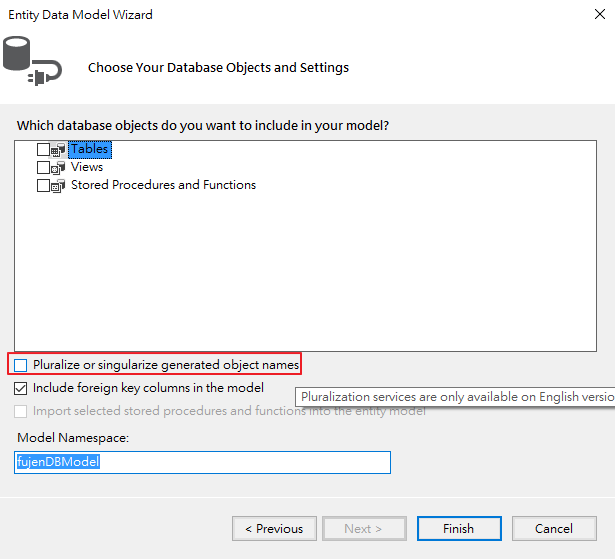 Entity Data Model Wizard
Choose Your Database Objects and Settings
Which database objects do you want to include in your model?
Tables
Views
Stored Procedures and Functions
Pluralize or singularize generated object names
Include foreign key columns in the model
Pluralization services are only available on English versio
Import selected stored procedures and functions into the entity model
Model Namespace:
fujenDBModel
< Previous
Next >
Finish
Cancel